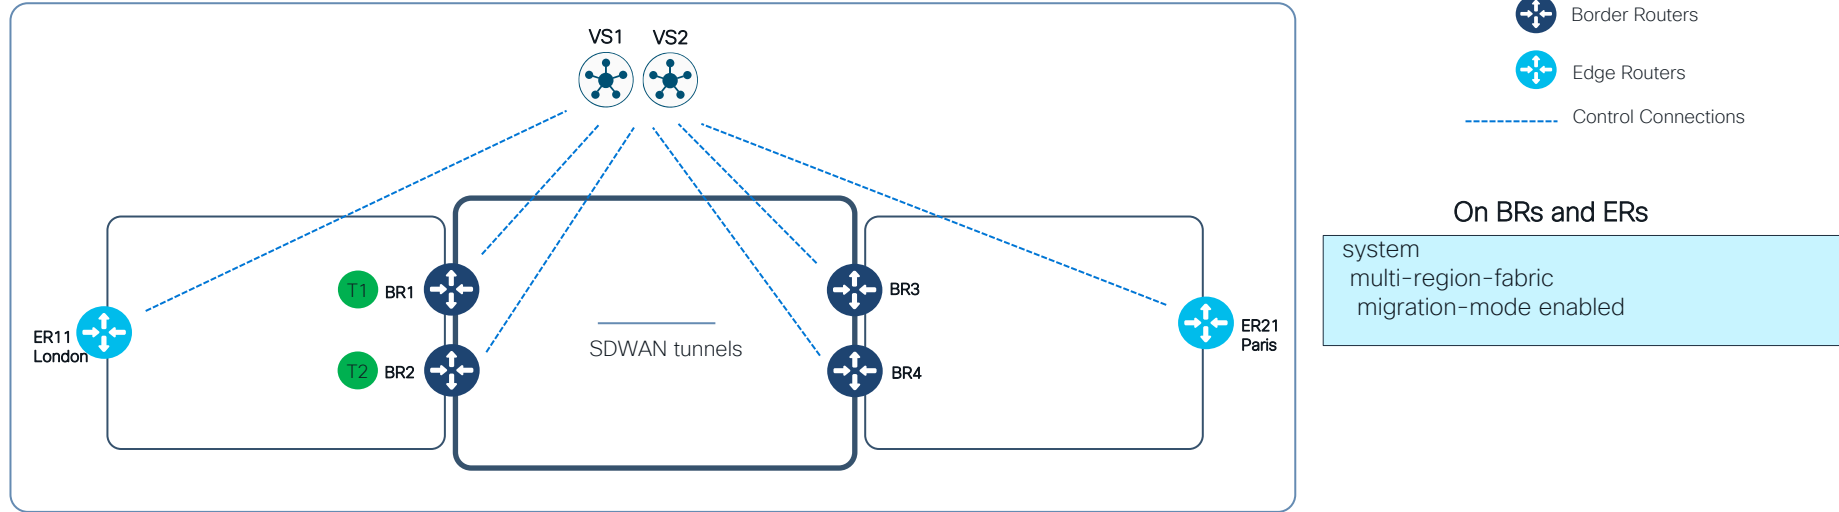 VS1 VS2
Border Routers
Edge Routers
Control Connections
On BRs and ERs
system
multi-region-fabric
migration-mode enabled
T1 BR1
T2 BR2
BR3
BR4
SDWAN tunnels
ER11
London
ER21
Paris